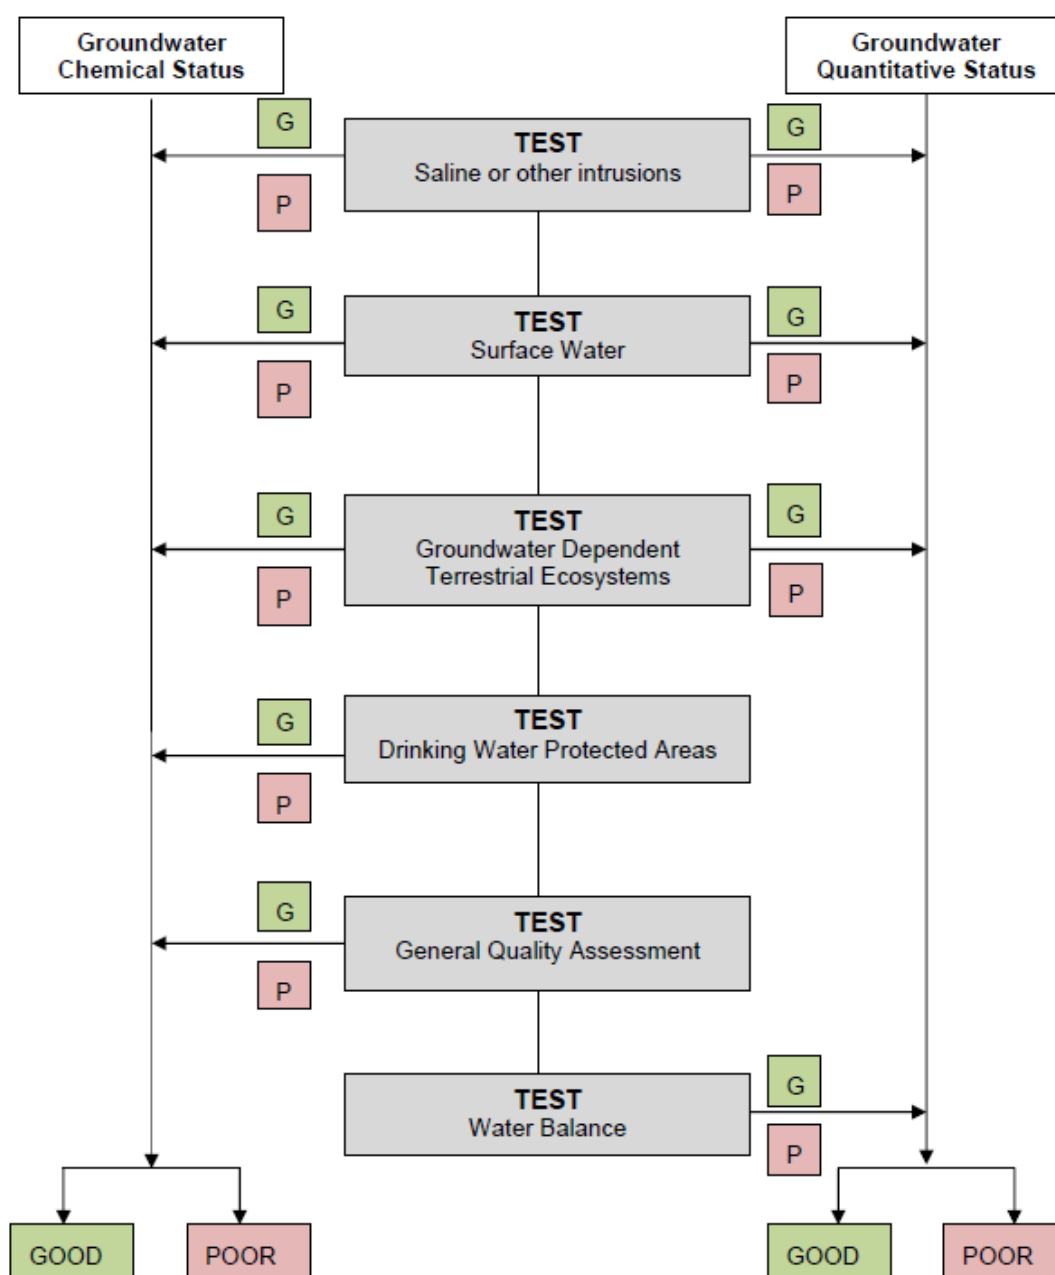 Groundwater
Chemical Status
Groundwater
Quantitative Status
G
TEST
G
Saline or other intrusions
P
P
G
TEST
G
Surface Water
P
P
G
TEST
G
Groundwater Dependent
Terrestrial Ecosystems
P
P
G
TEST
Drinking Water Protected Areas
P
G
TEST
General Quality Assessment
P
TEST
G
Water Balance
P
GOOD
POOR
GOOD
POOR